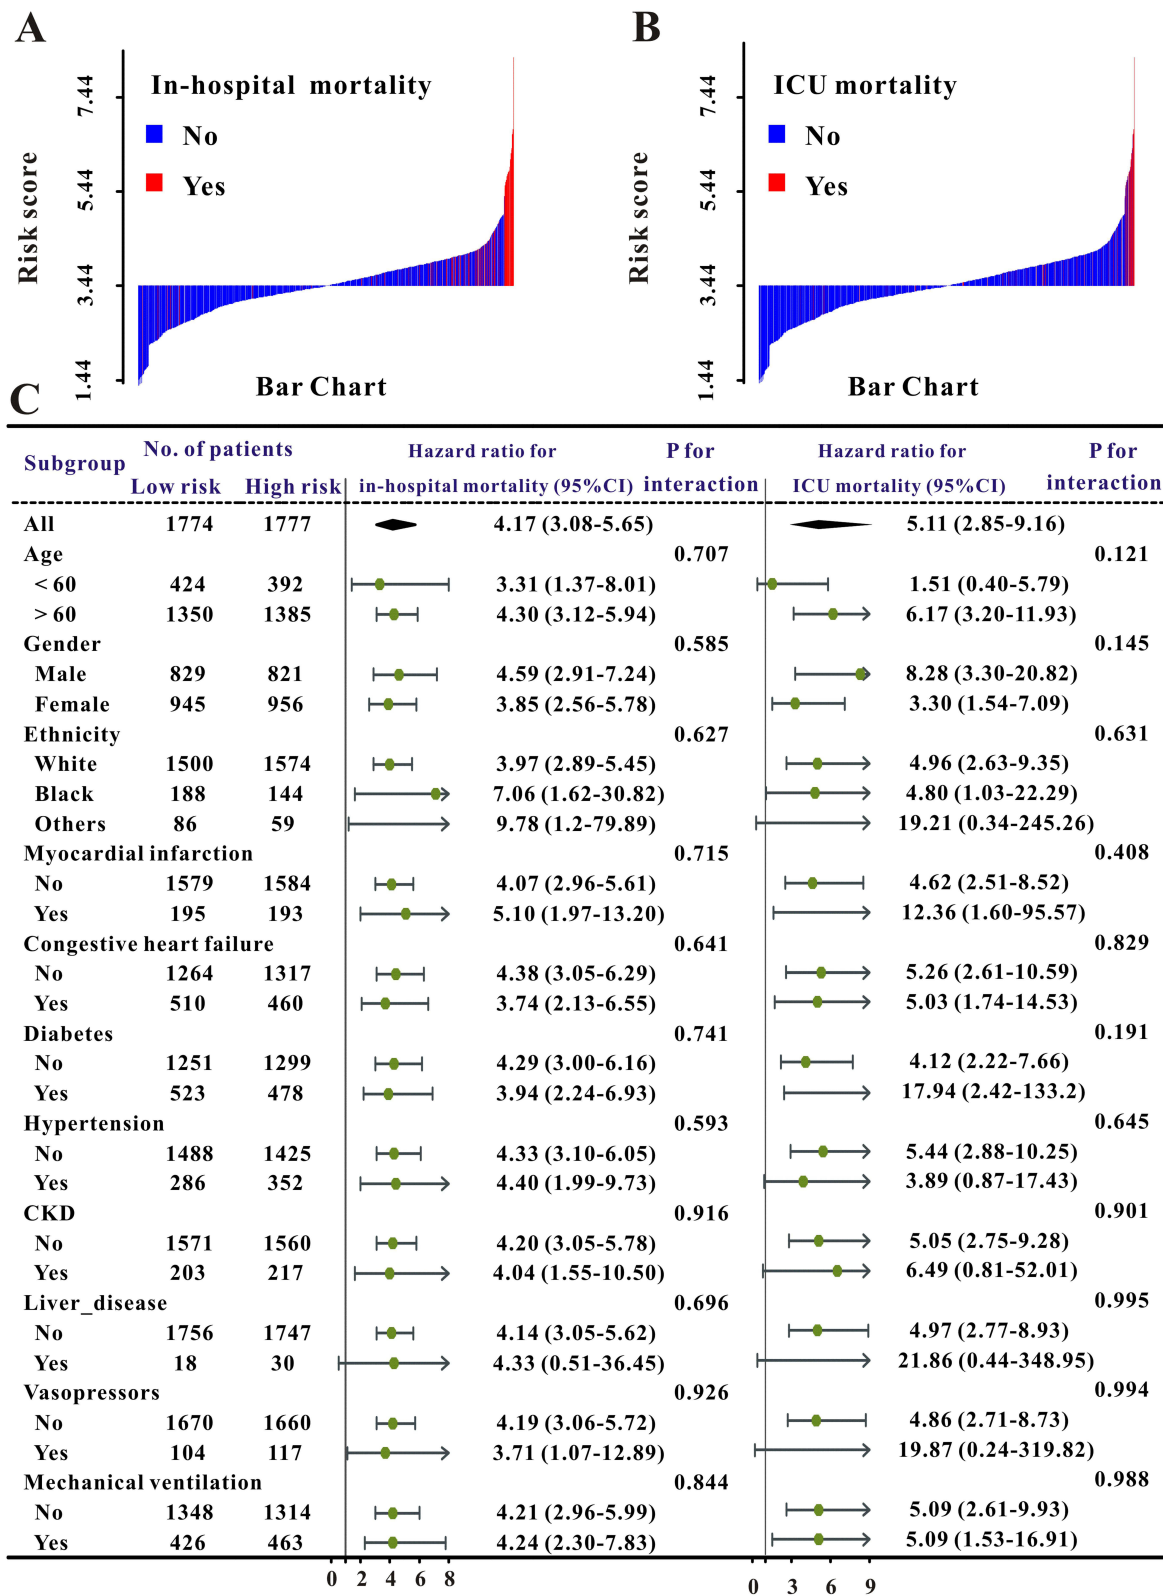 A
B
In-hospital mortality
No
Yes
Risk score
7.44
5.44
3.44
1.44
Bar Chart
ICU mortality
No
Yes
Risk score
7.44
5.44
3.44
1.44
Bar Chart
C
Subgroup No. of patients Hazard ratio for P for Hazard ratio for P for
Low risk High risk in-hospital mortality (95%CI) interaction ICU mortality (95%CI) interaction
All 1774 1777 4.17 (3.08-5.65) 5.11 (2.85-9.16)
Age 0.707 0.121
< 60 424 392 3.31 (1.37-8.01) 1.51 (0.40-5.79)
> 60 1350 1385 4.30 (3.12-5.94) 6.17 (3.20-11.93)
Gender 0.585 0.145
Male 829 821 4.59 (2.91-7.24) 8.28 (3.30-20.82)
Female 945 956 3.85 (2.56-5.78) 3.30 (1.54-7.09)
Ethnicity 0.627 0.631
White 1500 1574 3.97 (2.89-5.45) 4.96 (2.63-9.35)
Black 188 144 7.06 (1.62-30.82) 4.80 (1.03-22.29)
Others 86 59 9.78 (1.2-79.89) 19.21 (0.34-245.26)
Myocardial infarction 0.715 0.408
No 1579 1584 4.07 (2.96-5.61) 4.62 (2.51-8.52)
Yes 195 193 5.10 (1.97-13.20) 12.36 (1.60-95.57)
Congestive heart failure 0.641 0.829
No 1264 1317 4.38 (3.05-6.29) 5.26 (2.61-10.59)
Yes 510 460 3.74 (2.13-6.55) 5.03 (1.74-14.53)
Diabetes 0.741 0.191
No 1251 1299 4.29 (3.00-6.16) 4.12 (2.22-7.66)
Yes 523 478 3.94 (2.24-6.93) 17.94 (2.42-133.2)
Hypertension 0.593 0.645
No 1488 1425 4.33 (3.10-6.05) 5.44 (2.88-10.25)
Yes 286 352 4.40 (1.99-9.73) 3.89 (0.87-17.43)
CKD 0.916 0.901
No 1571 1560 4.20 (3.05-5.78) 5.05 (2.75-9.28)
Yes 203 217 4.04 (1.55-10.50) 6.49 (0.81-52.01)
Liver_disease 0.696 0.995
No 1756 1747 4.14 (3.05-5.62) 4.97 (2.77-8.93)
Yes 18 30 4.33 (0.51-36.45) 21.86 (0.44-348.95)
Vasopressors 0.926 0.994
No 1670 1660 4.19 (3.06-5.72) 4.86 (2.71-8.73)
Yes 104 117 3.71 (1.07-12.89) 19.87 (0.24-319.82)
Mechanical ventilation 0.844 0.988
No 1348 1314 4.21 (2.96-5.99) 5.09 (2.61-9.93)
Yes 426 463 4.24 (2.30-7.83) 5.09 (1.53-16.91)
0 2 4 6 8 0 3 6 9